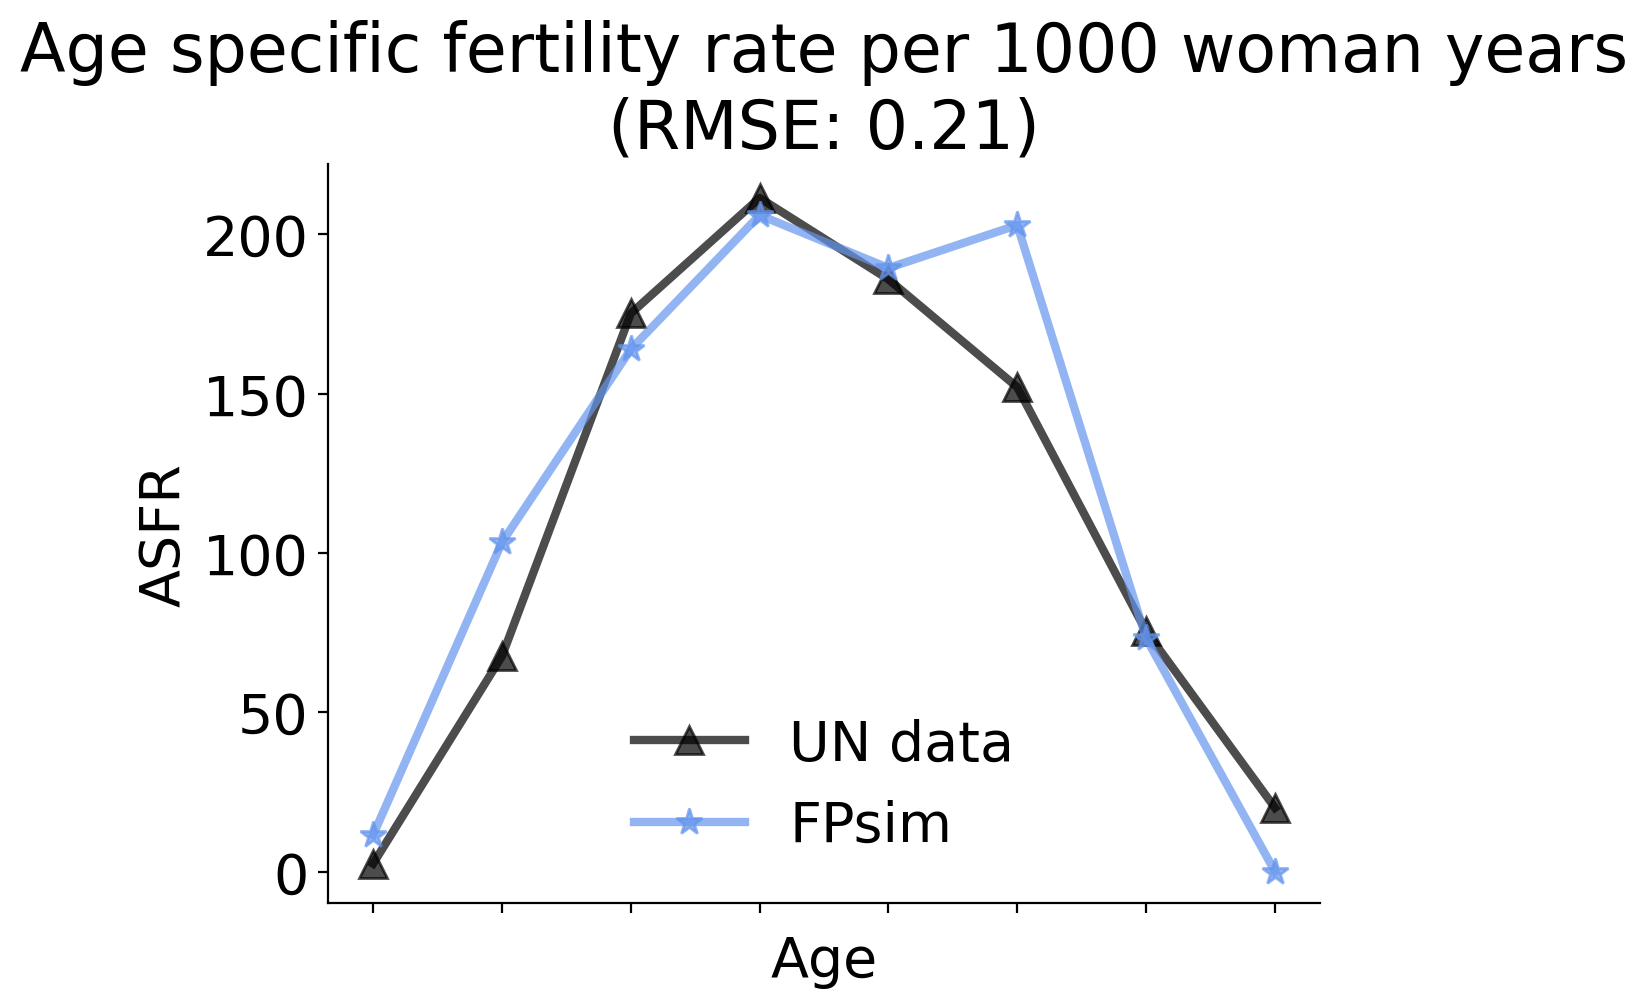 Age specific fertility rate per 1000 woman years
(RMSE: 0.21)
200
150
100
50
0
ASFR
UN data
FPsim
Age